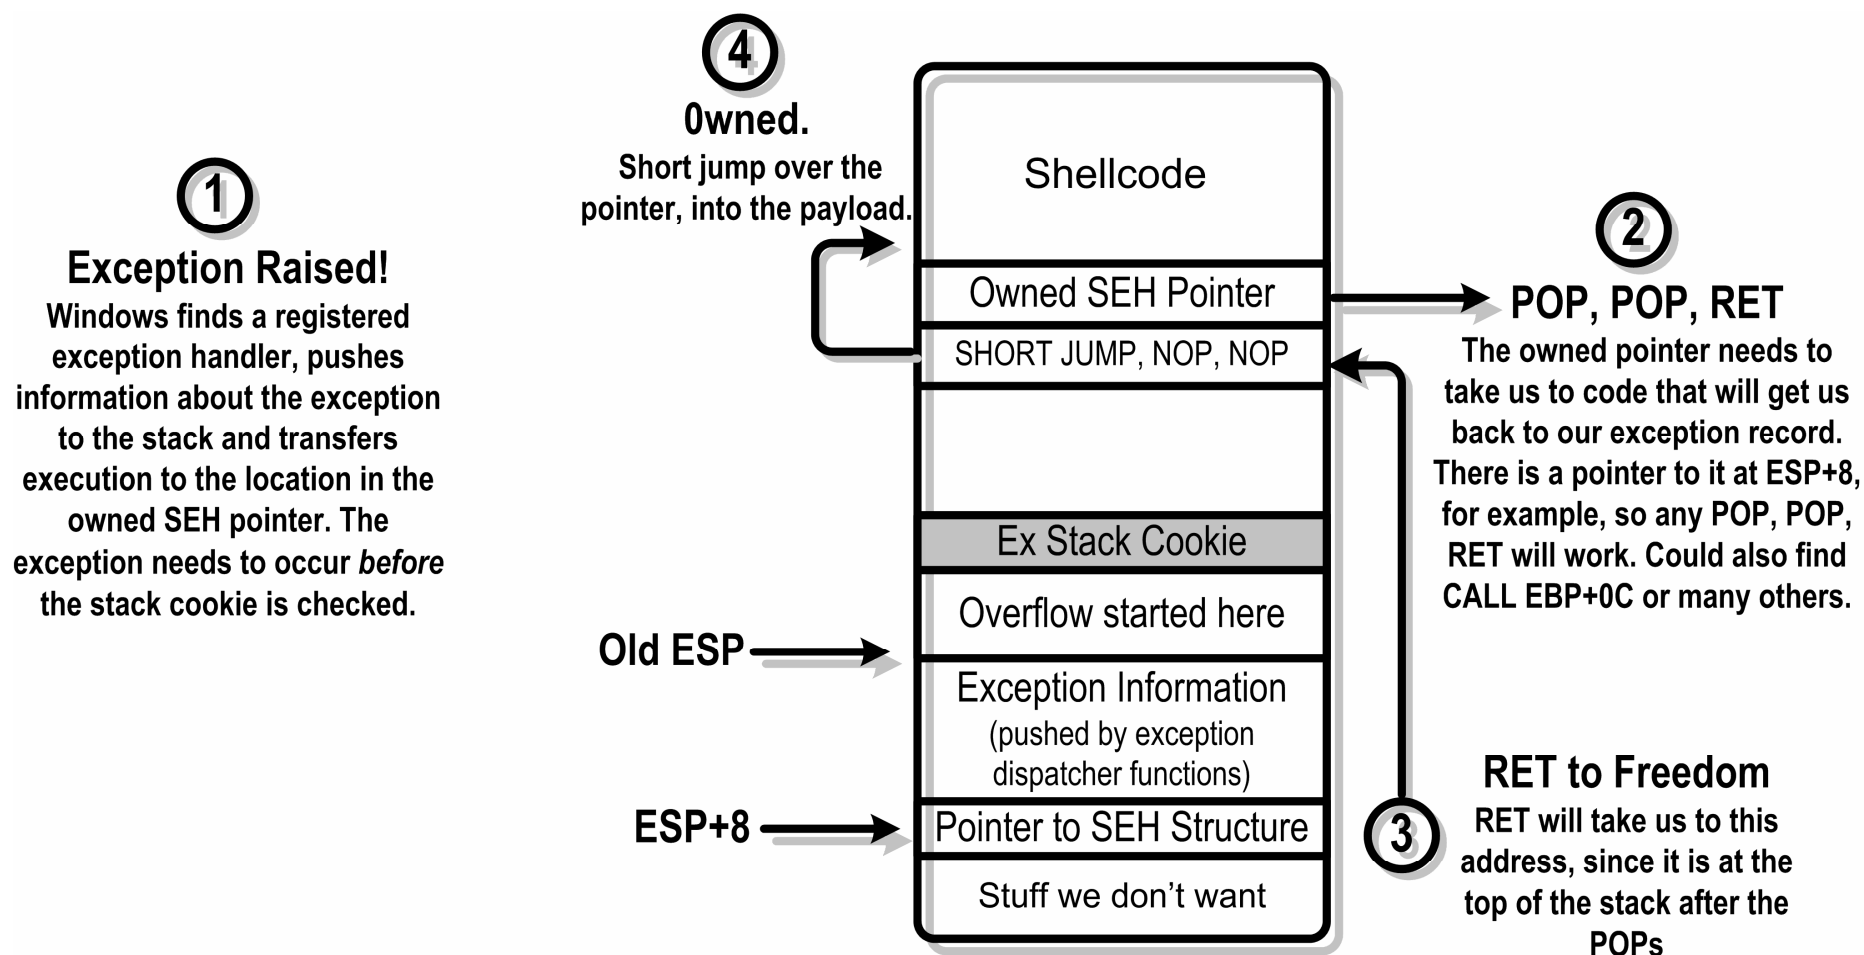 1
Exception Raised!
Windows finds a registered
exception handler, pushes
information about the exception
to the stack and transfers
execution to the location in the
owned SEH pointer. The
exception needs to occur before
the stack cookie is checked.
4
0wned.
Short jump over the
pointer, into the payload.
Old ESP
ESP+8
Shellcode
Owned SEH Pointer
SHORT JUMP, NOP, NOP
Ex Stack Cookie
Overflow started here
Exception Information
(pushed by exception
dispatcher functions)
Pointer to SEH Structure
Stuff we don't want
2
POP, POP, RET
The owned pointer needs to
take us to code that will get us
back to our exception record.
There is a pointer to it at ESP+8,
for example, so any POP, POP,
RET will work. Could also find
CALL EBP+0C or many others.
3
RET to Freedom
RET will take us to this
address, since it is at the
top of the stack after the
POPs